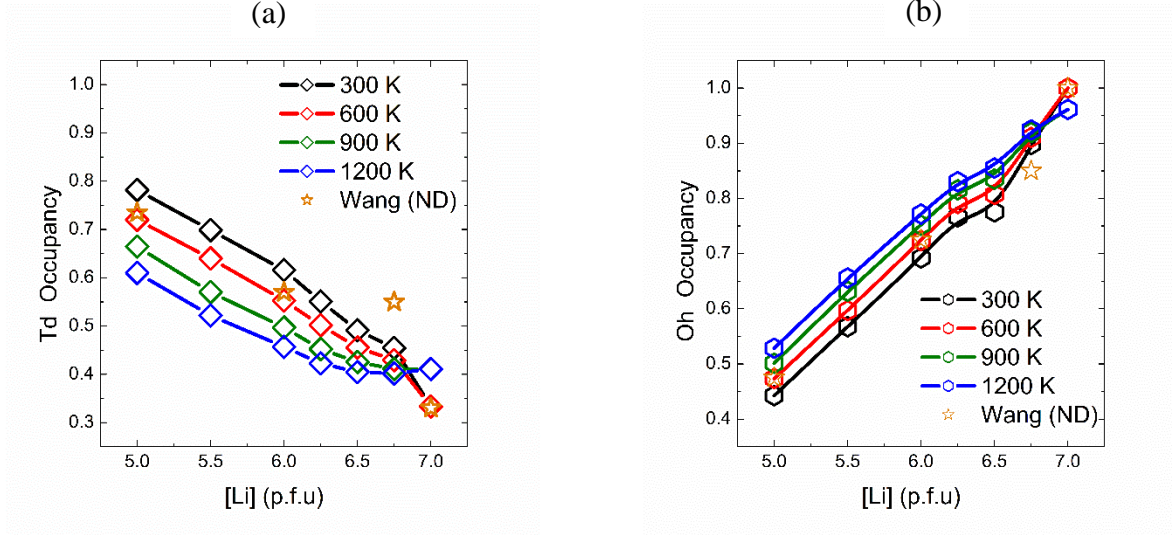 (a)
1.0
0.9
0.8
0.7
0.6
0.5
0.4
0.3
Td Occupancy
300 K
600 K
900 K
1200 K
Wang (ND)
5.0 5.5 6.0 6.5 7.0
[Li] (p.f.u)
(b)
1.0
0.9
0.8
0.7
0.6
0.5
0.4
Oh Occupancy
300 K
600 K
900 K
1200 K
Wang (ND)
5.0 5.5 6.0 6.5 7.0
[Li] (p.f.u)